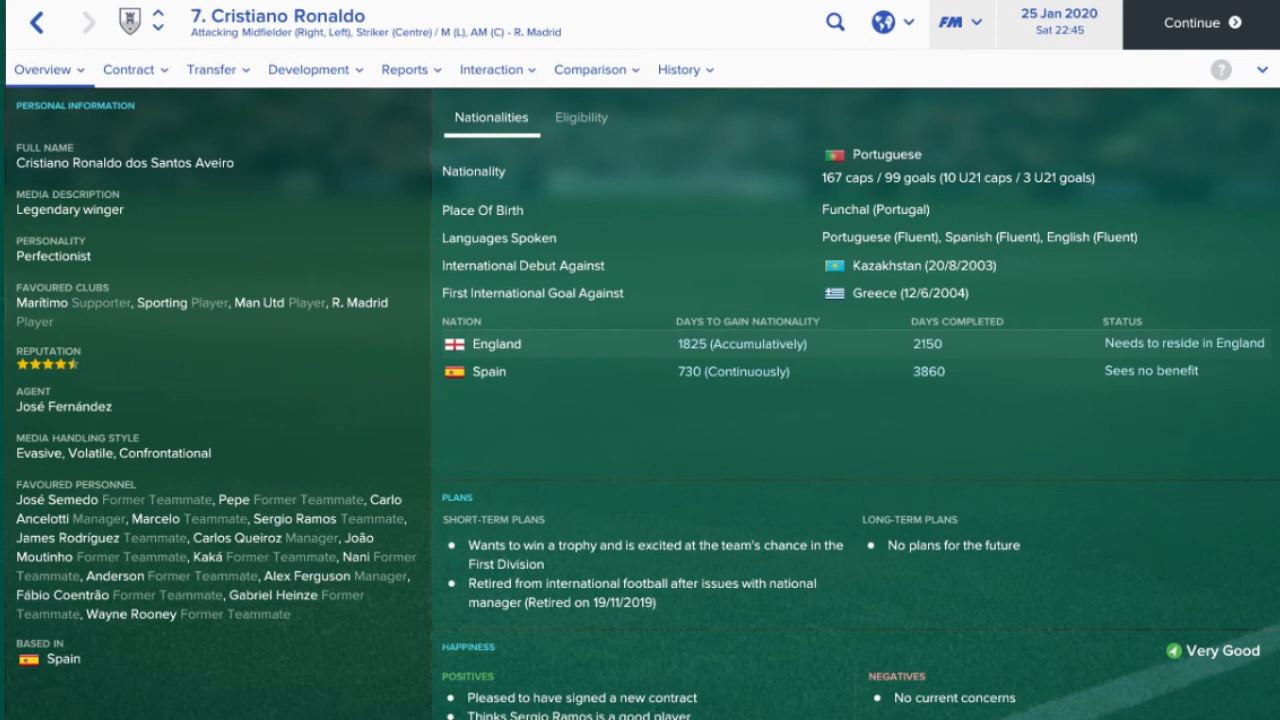 7. Cristiano Ronaldo
Attacking Midfielder (Right, Left), Striker (Centre) / M (L), AM (C) - R. Madrid
FM
25 Jan 2020
Sat 22:45
Continue
Overview
Contract
Transfer
Development
Reports
Interaction
Comparison
History
?
PERSONAL INFORMATION
FULL NAME
Cristiano Ronaldo dos Santos Aveiro
MEDIA DESCRIPTION
Legendary winger
PERSONALITY
Perfectionist
FAVOURED CLUBS
Marítimo Supporter, Sporting Player, Man Utd Player, R. Madrid
Player
REPUTATION
AGENT
José Fernández
MEDIA HANDLING STYLE
Evasive, Volatile, Confrontational
FAVOURED PERSONNEL
José Semedo Former Teammate, Pepe Former Teammate, Carlo
Ancelotti Manager, Marcelo Teammate, Sergio Ramos Teammate,
James Rodríguez Teammate, Carlos Queiroz Manager, João
Moutinho Former Teammate, Kaká Former Teammate, Nani Former
Teammate, Anderson Former Teammate, Alex Ferguson Manager,
Fábio Coentrão Former Teammate, Gabriel Heinze Former
Teammate, Wayne Rooney Former Teammate
BASED IN
Spain
Nationalities
Eligibility
Nationality
Portuguese
167 caps / 99 goals (10 U21 caps / 3 U21 goals)
Place Of Birth
Funchal (Portugal)
Languages Spoken
Portuguese (Fluent), Spanish (Fluent), English (Fluent)
International Debut Against
Kazakhstan (20/8/2003)
First International Goal Against
Greece (12/6/2004)
NATION
DAYS TO GAIN NATIONALITY
DAYS COMPLETED
STATUS
England
1825 (Accumulatively)
2150
Needs to reside in England
Spain
730 (Continuously)
3860
Sees no benefit
PLANS
SHORT-TERM PLANS
Wants to win a trophy and is excited at the team's chance in the
First Division
Retired from international football after issues with national
manager (Retired on 19/11/2019)
LONG-TERM PLANS
No plans for the future
HAPPINESS
Very Good
POSITIVES
Pleased to have signed a new contract
Thinks Sergio Ramos is a good player
NEGATIVES
No current concerns